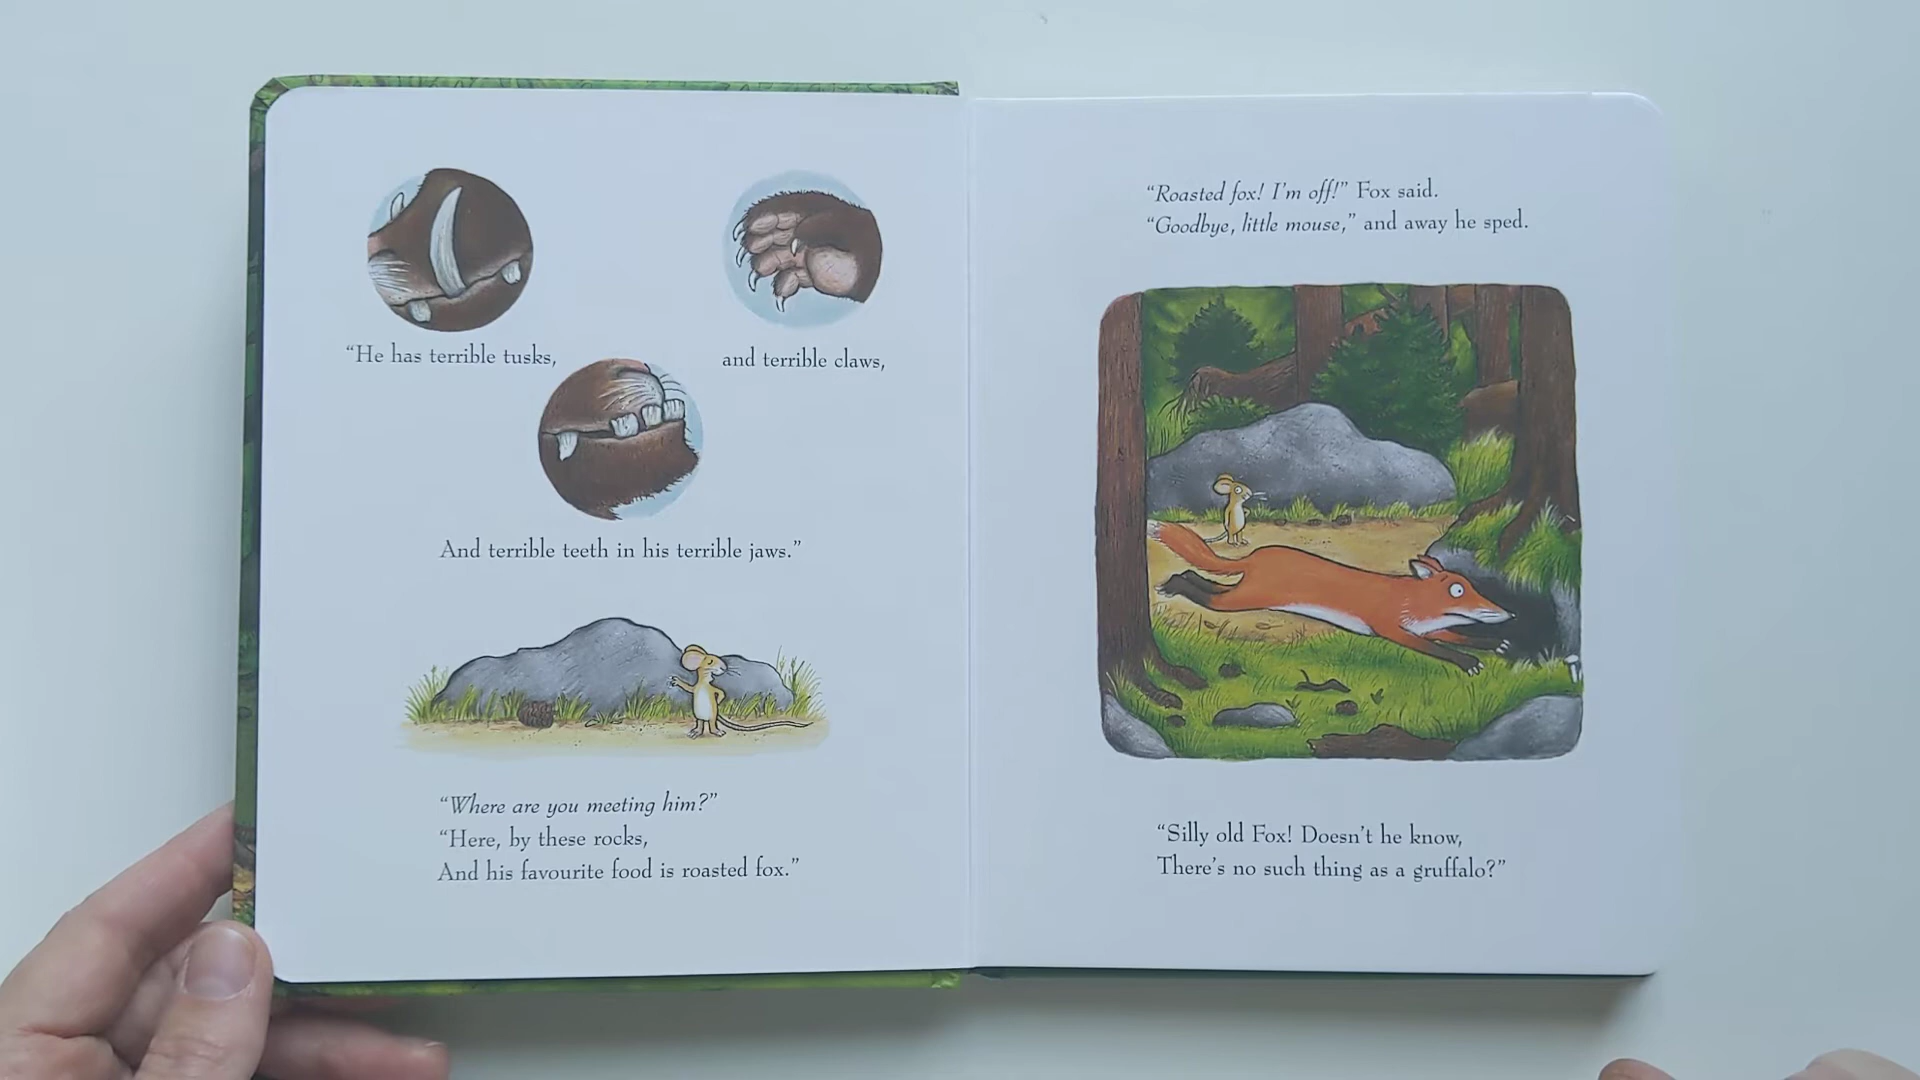 “He has terrible tusks,
and terrible claws,
And terrible teeth in his terrible jaws.”
“Where are you meeting him?”
“Here, by these rocks,
And his favourite food is roasted fox.”
“Roasted fox! I’m off!” Fox said.
“Goodbye, little mouse,” and away he sped.
“Silly old Fox! Doesn’t he know,
There’s no such thing as a gruffalo?”